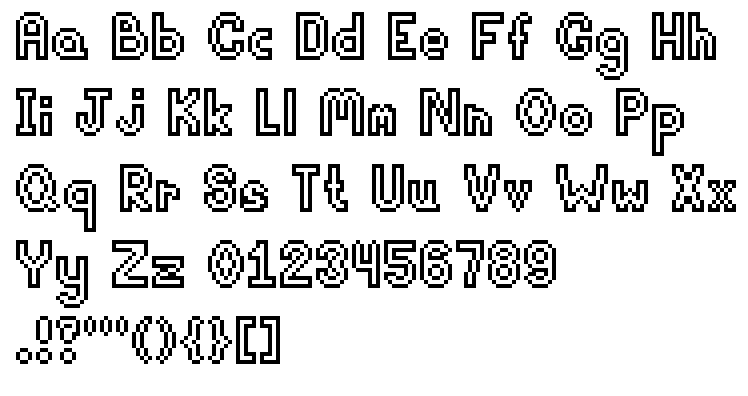 Aa Bb Cc Dd Ee Ff Gg Hh
Ii Jj Kk Ll Mm Nn Oo Pp
Qq Rr Ss Tt Uu Vv Ww Xx
Yy Zz 0123456789
.!?'"(){}[]